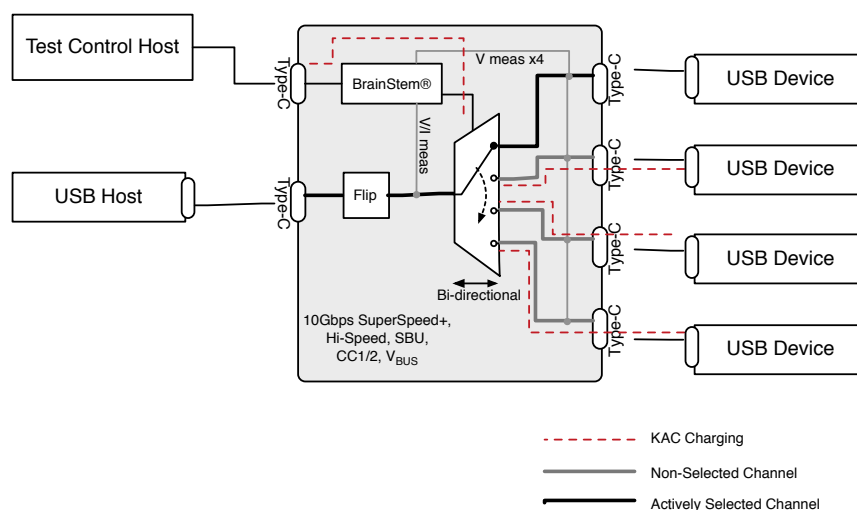 Test Control Host
Type-C
BrainStem®
V meas x4
Type-C
USB Device
V/I meas
Type-C
USB Device
USB Host
Type-C
Flip
Type-C
USB Device
Bi-directional
10Gbps SuperSpeed+,
Hi-Speed, SBU,
CC1/2, VBUS
Type-C
USB Device
KAC Charging
Non-Selected Channel
Actively Selected Channel